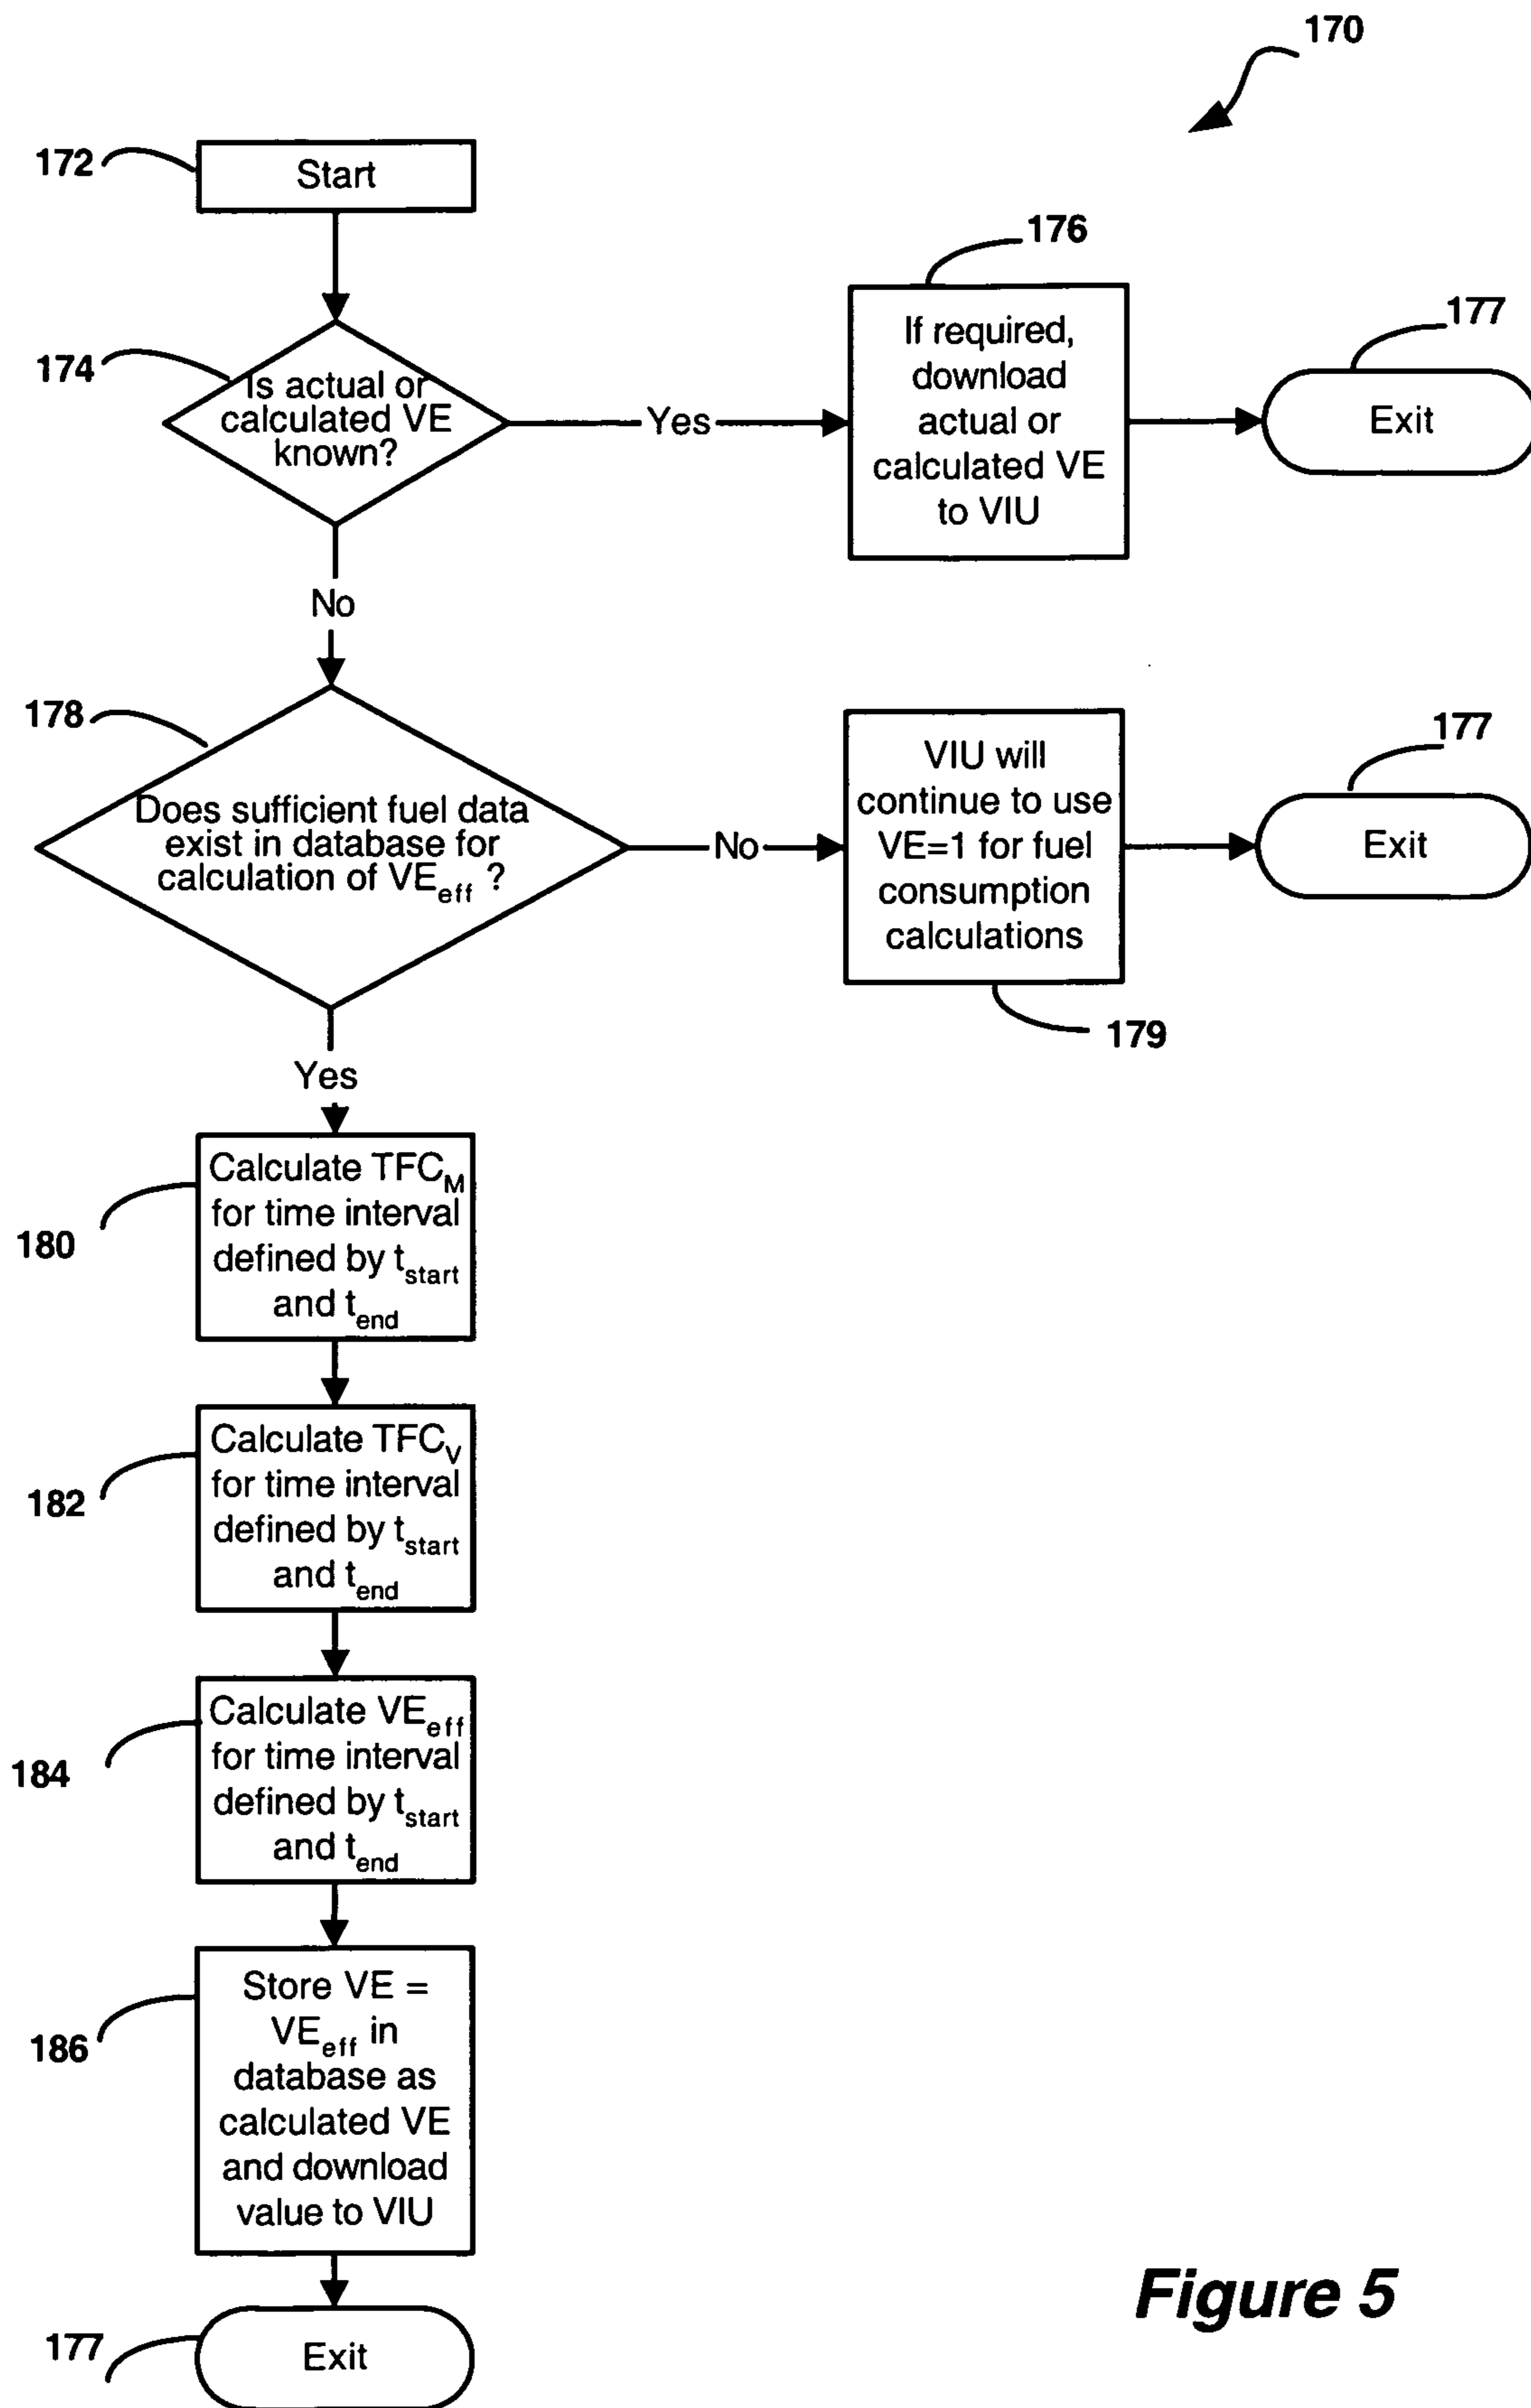 170
172
Start
176
174
Is actual or
calculated VE
known?
Yes
If required,
download
actual or
calculated VE
to VIU
177
Exit
No
178
Does sufficient fuel data
exist in database for
calculation of VEeff ?
No
VIU will
continue to use
VE=1 for fuel
consumption
calculations
179
177
Exit
Yes
180
Calculate TFCM
for time interval
defined by tstart
and tend
182
Calculate TFCV
for time interval
defined by tstart
and tend
184
Calculate VEeff
for time interval
defined by tstart
and tend
186
Store VE =
VEeff in
database as
calculated VE
and download
value to VIU
177
Exit
Figure 5